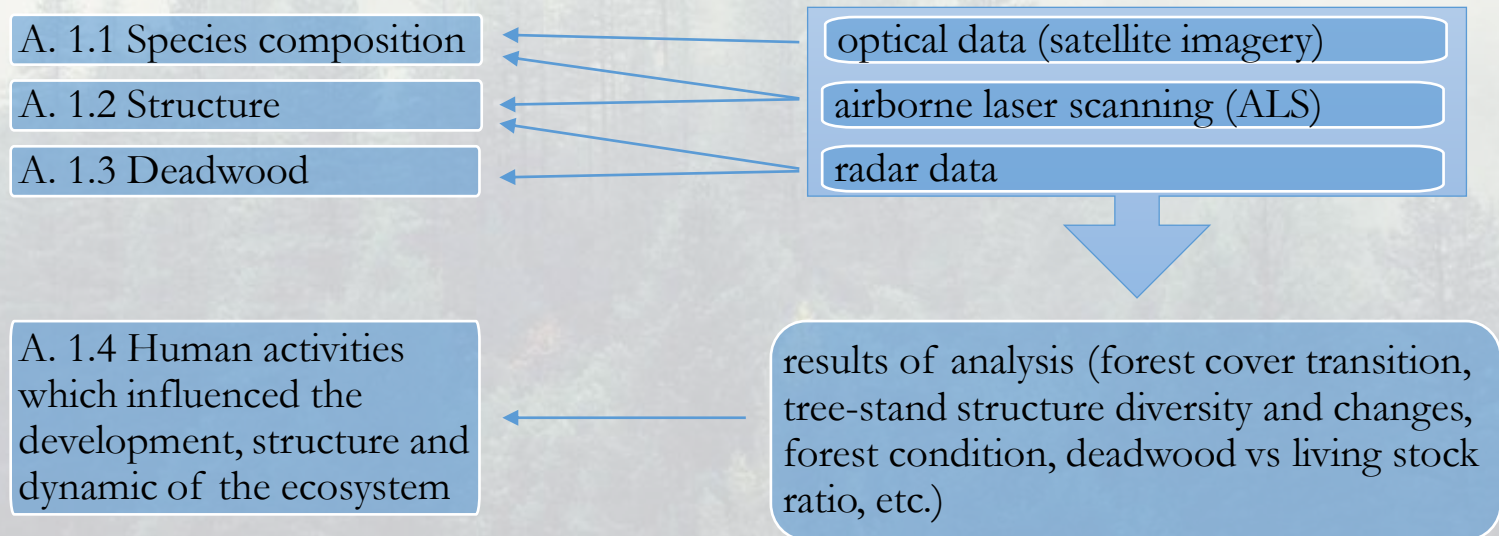 A. 1.1 Species composition
optical data (satellite imagery)
A. 1.2 Structure
airborne laser scanning (ALS)
A. 1.3 Deadwood
radar data
A. 1.4 Human activities
which influenced the
development, structure and
dynamic of the ecosystem
results of analysis (forest cover transition,
tree-stand structure diversity and changes,
forest condition, deadwood vs living stock
ratio, etc.)